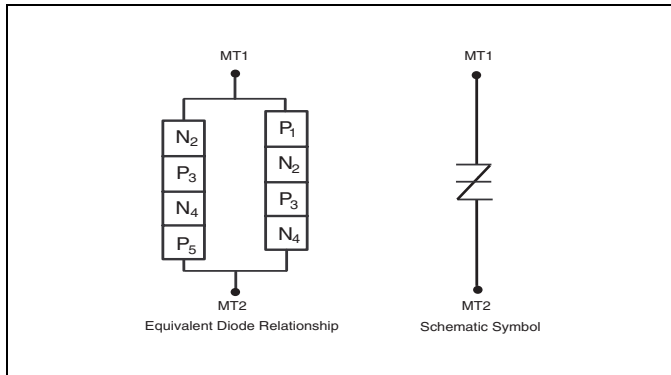 MT1
N2
P3
N4
P5
P1
N2
P3
N4
MT2
Equivalent Diode Relationship
MT1
MT2
Schematic Symbol